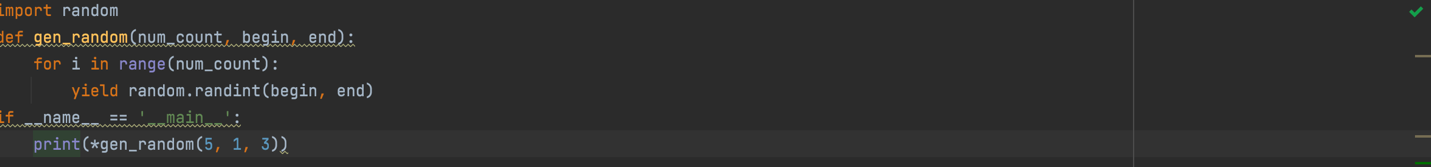 import random
def gen_random(num_count, begin, end):
    for i in range(num_count):
        yield random.randint(begin, end)
if __name__ == '__main__':
    print(*gen_random(5, 1, 3))